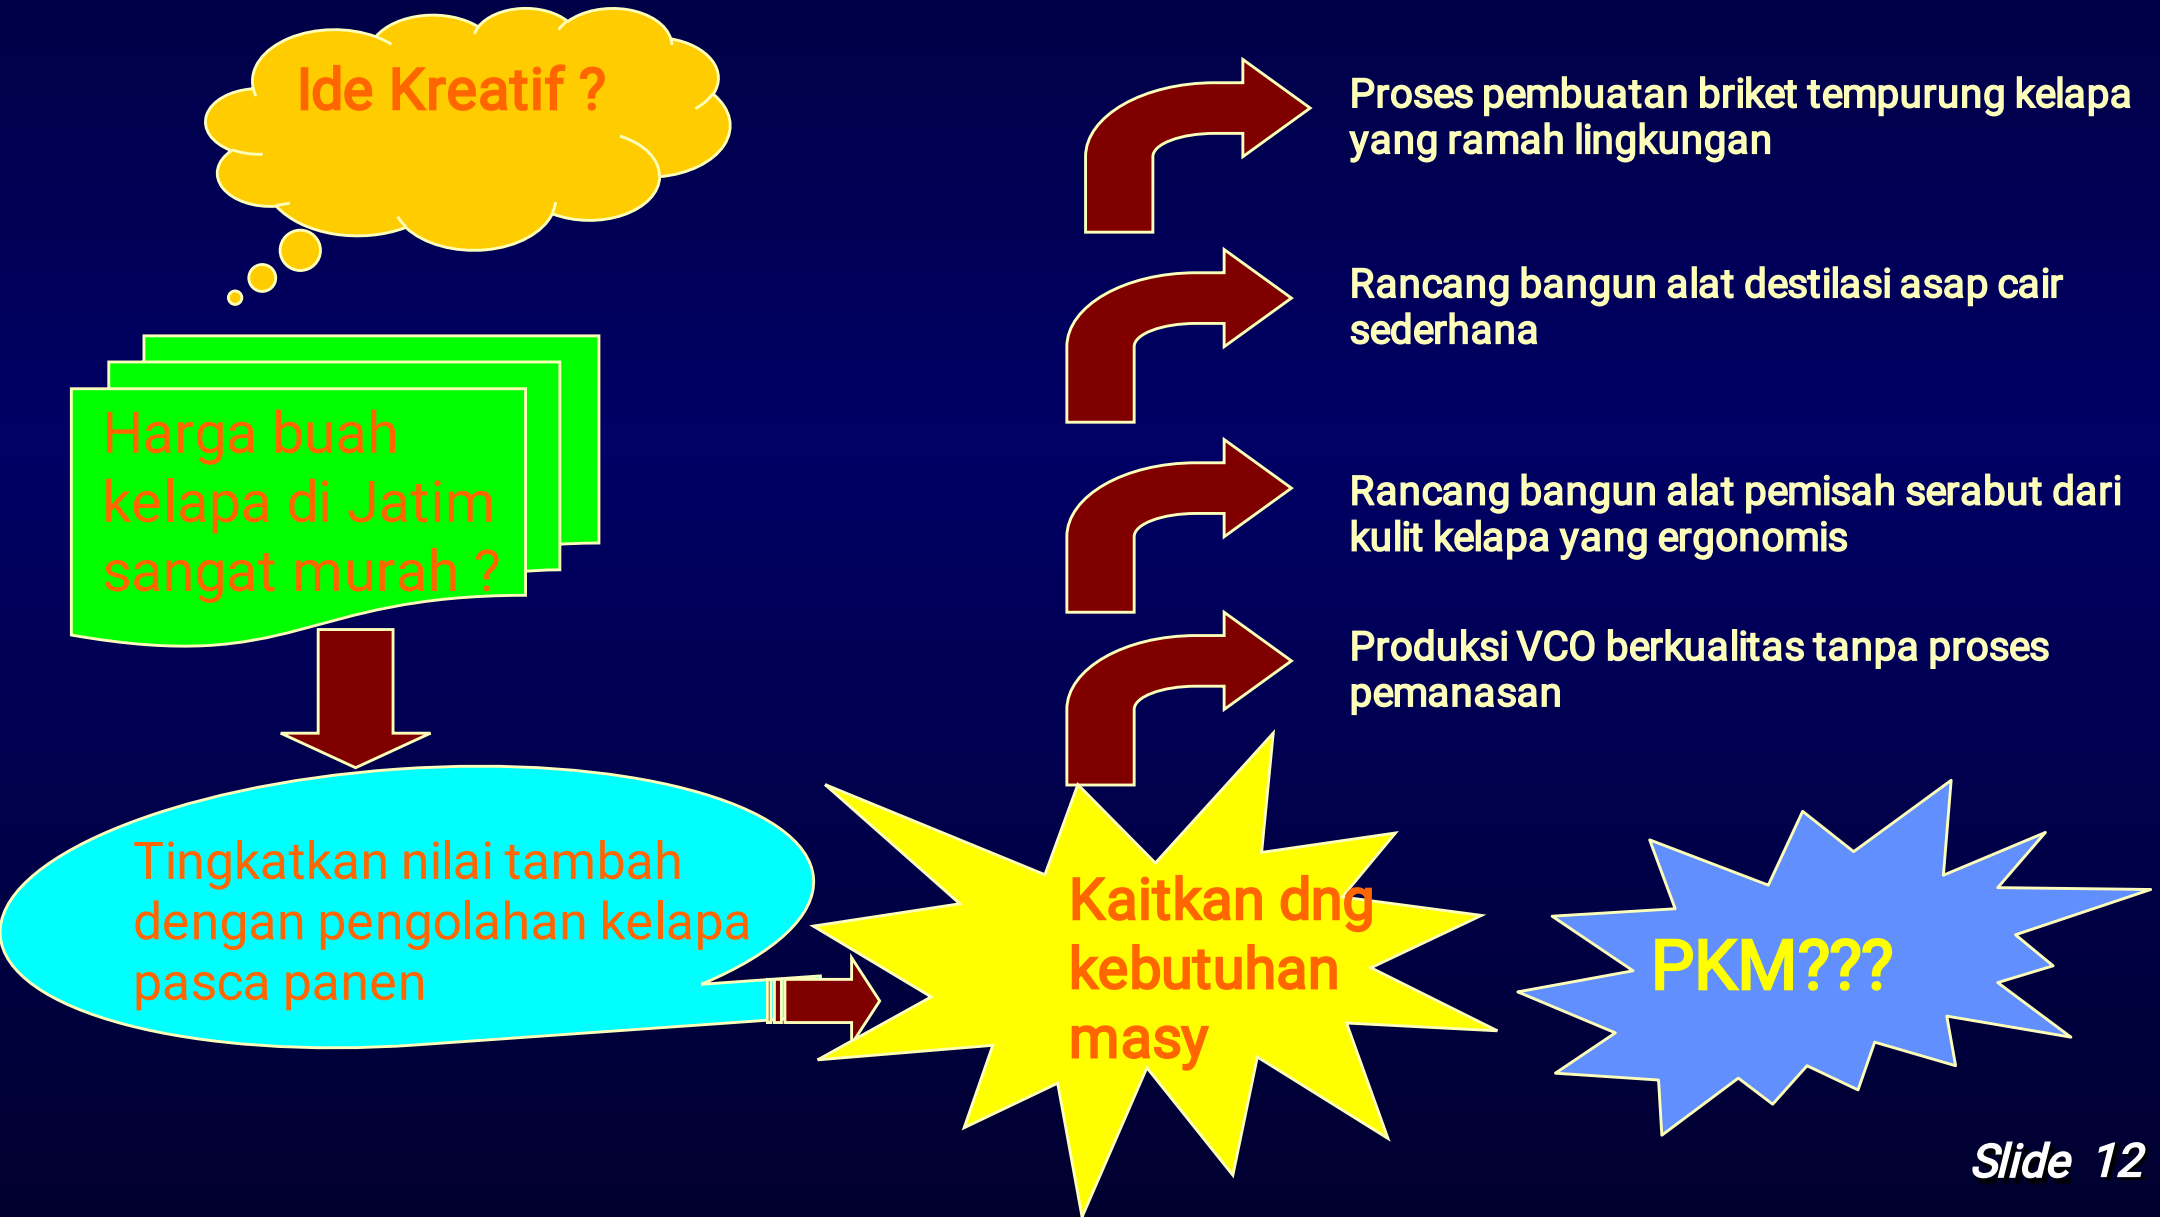 Ide Kreatif ?
Harga buah
kelapa di Jatim
sangat murah ?
Tingkatkan nilai tambah
dengan pengolahan kelapa
pasca panen
Kaitkan dng
kebutuhan
masy
Proses pembuatan briket tempurung kelapa
yang ramah lingkungan
Rancang bangun alat destilasi asap cair
sederhana
Rancang bangun alat pemisah serabut dari
kulit kelapa yang ergonomis
Produksi VCO berkualitas tanpa proses
pemanasan
PKM???
Slide 12